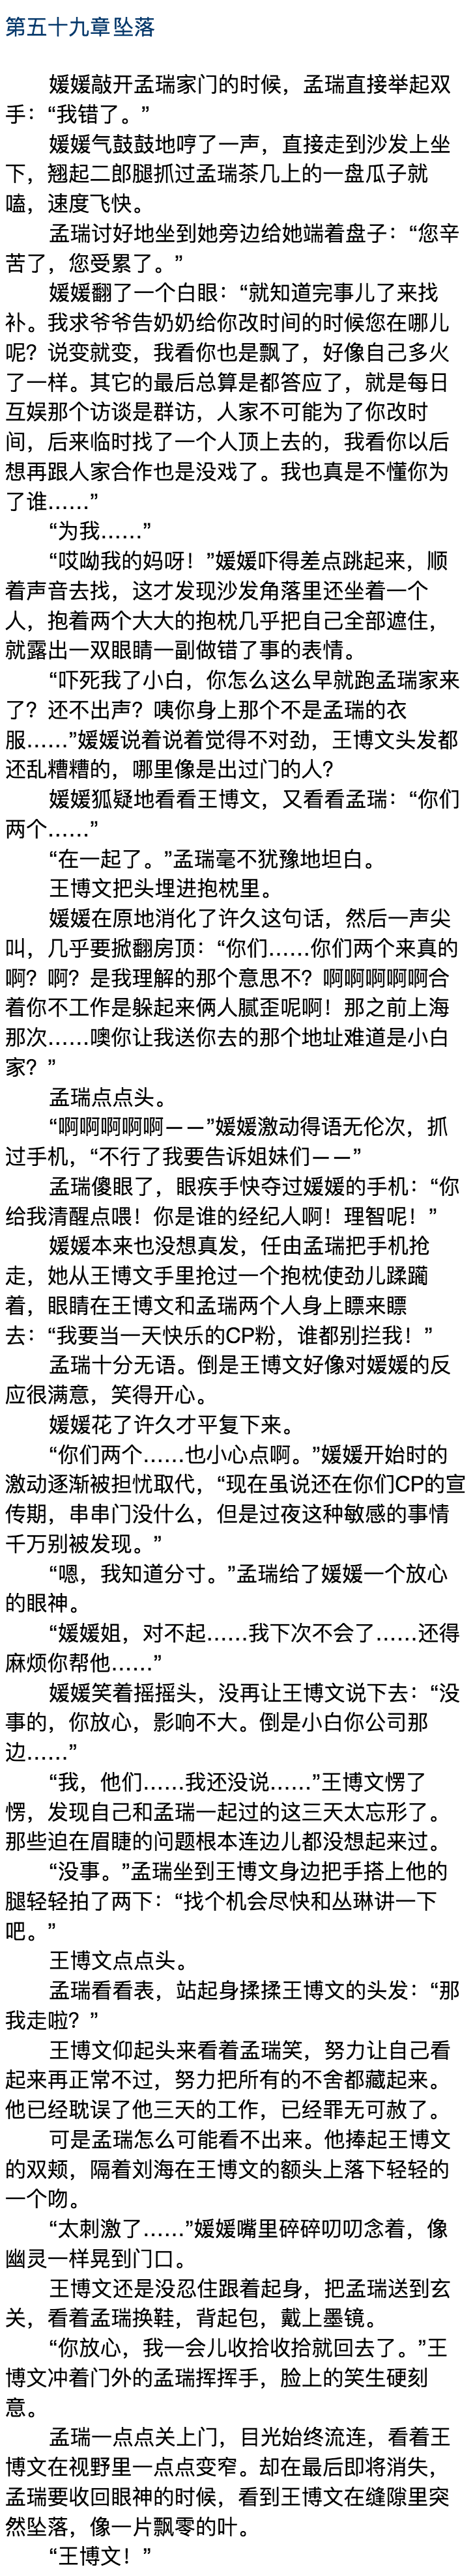 第五十九章 坠落
媛媛敲开孟瑞家门的时候，孟瑞直接举起双
手：“我错了。”
媛媛气鼓鼓地哼了一声，直接走到沙发上坐
下，翘起二郎腿抓过孟瑞茶几上的一盘瓜子就
嗑，速度飞快。
孟瑞讨好地坐到她旁边给她端着盘子：“您辛
苦了，您受累了。”
媛媛翻了一个白眼：“就知道完事儿了来找
补。我求爷爷告奶奶给你改时间的时候您在哪儿
呢？说变就变，我看你也是飘了，好像自己多火
了一样。其它的最后总算是都答应了，就是每日
互娱那个访谈是群访，人家不可能为了你改时
间，后来临时找了一个人顶上去的，我看你以后
想再跟人家合作也是没戏了。我也真是不懂你为
了谁……”
“为我……”
“哎呦我的妈呀！”媛媛吓得差点跳起来，顺
着声音去找，这才发现沙发角落里还坐着一个
人，抱着两个大大的抱枕几乎把自己全部遮住，
就露出一双眼睛一副做错了事的表情。
“吓死我了小白，你怎么这么早就跑孟瑞家来
了？还不出声？咦你身上那个不是孟瑞的衣
服……”媛媛说着说着觉得不对劲，王博文头发都
还乱糟糟的，哪里像是出过门的人？
媛媛狐疑地看看王博文，又看看孟瑞：“你们
两个……”
“在一起了。”孟瑞毫不犹豫地坦白。
王博文把头埋进抱枕里。
媛媛在原地消化了许久这句话，然后一声尖
叫，几乎要掀翻房顶：“你们……你们两个来真的
啊？啊？是我理解的那个意思不？啊啊啊啊啊合
着你不工作是躲起来俩人腻歪呢啊！那之前上海
那次……噢你让我送你去的那个地址难道是小白
家？”
孟瑞点点头。
“啊啊啊啊啊——”媛媛激动得语无伦次，抓
过手机，“不行了我要告诉姐妹们——”
孟瑞傻眼了，眼疾手快夺过媛媛的手机：“你
给我清醒点喂！你是谁的经纪人啊！理智呢！”
媛媛本来也没想真发，任由孟瑞把手机抢
走，她从王博文手里抢过一个抱枕使劲儿蹂躏
着，眼睛在王博文和孟瑞两个人身上瞟来瞟
去：“我要当一天快乐的CP粉，谁都别拦我！”
孟瑞十分无语。倒是王博文好像对媛媛的反
应很满意，笑得开心。
媛媛花了许久才平复下来。
“你们两个……也小心点啊。”媛媛开始时的
激动逐渐被担忧取代，“现在虽说还在你们CP的宣
传期，串串门没什么，但是过夜这种敏感的事情
千万别被发现。”
“嗯，我知道分寸。”孟瑞给了媛媛一个放心
的眼神。
“媛媛姐，对不起……我下次不会了……还得
麻烦你帮他……”
媛媛笑着摇摇头，没再让王博文说下去：“没
事的，你放心，影响不大。倒是小白你公司那
边……”
“我，他们……我还没说……”王博文愣了
愣，发现自己和孟瑞一起过的这三天太忘形了。
那些迫在眉睫的问题根本连边儿都没想起来过。
“没事。”孟瑞坐到王博文身边把手搭上他的
腿轻轻拍了两下：“找个机会尽快和丛琳讲一下
吧。”
王博文点点头。
孟瑞看看表，站起身揉揉王博文的头发：“那
我走啦？”
王博文仰起头来看着孟瑞笑，努力让自己看
起来再正常不过，努力把所有的不舍都藏起来。
他已经耽误了他三天的工作，已经罪无可赦了。
可是孟瑞怎么可能看不出来。他捧起王博文
的双颊，隔着刘海在王博文的额头上落下轻轻的
一个吻。
“太刺激了……”媛媛嘴里碎碎叨叨念着，像
幽灵一样晃到门口。
王博文还是没忍住跟着起身，把孟瑞送到玄
关，看着孟瑞换鞋，背起包，戴上墨镜。
“你放心，我一会儿收拾收拾就回去了。”王
博文冲着门外的孟瑞挥挥手，脸上的笑生硬刻
意。
孟瑞一点点关上门，目光始终流连，看着王
博文在视野里一点点变窄。却在最后即将消失，
孟瑞要收回眼神的时候，看到王博文在缝隙里突
然坠落，像一片飘零的叶。
“王博文！”